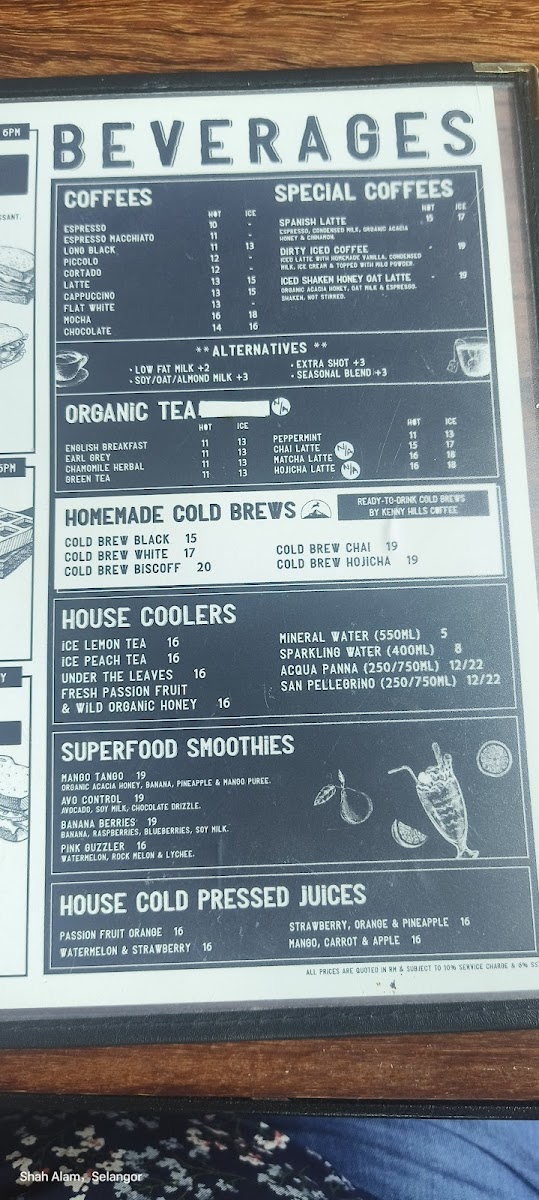 6PM
SSANT.
5PM
Y
BEVERAGES
COFFEES
HOT ICE
ESPRESSO 10 -
ESPRESSO MACCHIATO 11 -
LONG BLACK 11 13
PICCOLO 12 -
CORTADO 12 -
LATTE 13 15
CAPPUCCINO 13 15
FLAT WHITE 13 -
MOCHA 16 18
CHOCOLATE 14 16
SPECIAL COFFEES
HOT ICE
SPANISH LATTE 15 17
ESPRESSO, CONDENSED MILK, ORGANIC ACACIA
HONEY & CINNAMON.
DIRTY ICED COFFEE - 19
ICED LATTE WITH HOMEMADE VANILLA, CONDENSED
MILK, ICE CREAM & TOPPED WITH MILO POWDER.
ICED SHAKEN HONEY OAT LATTE - 19
ORGANIC ACACIA HONEY, OAT MILK & ESPRESSO.
SHAKEN, NOT STIRRED.
** ALTERNATIVES **
• LOW FAT MILK +2
• SOY/OAT/ALMOND MILK +3
• EXTRA SHOT +3
• SEASONAL BLEND +3
ORGANIC TEA N/A
HOT ICE
ENGLISH BREAKFAST 11 13
EARL GREY 11 13
CHAMOMILE HERBAL 11 13
GREEN TEA 11 13
HOT ICE
PEPPERMINT 11 13
CHAI LATTE N/A 15 17
MATCHA LATTE 16 18
HOJICHA LATTE N/A 16 18
HOMEMADE COLD BREWS
READY-TO-DRINK COLD BREWS
BY KENNY HILLS COFFEE
COLD BREW BLACK 15
COLD BREW WHITE 17
COLD BREW BISCOFF 20
COLD BREW CHAI 19
COLD BREW HOJICHA 19
HOUSE COOLERS
ICE LEMON TEA 16
ICE PEACH TEA 16
UNDER THE LEAVES 16
FRESH PASSION FRUIT
& WILD ORGANIC HONEY 16
MINERAL WATER (550ML) 5
SPARKLING WATER (400ML) 8
ACQUA PANNA (250/750ML) 12/22
SAN PELLEGRINO (250/750ML) 12/22
SUPERFOOD SMOOTHIES
MANGO TANGO 19
ORGANIC ACACIA HONEY, BANANA, PINEAPPLE & MANGO PUREE.
AVO CONTROL 19
AVOCADO, SOY MILK, CHOCOLATE DRIZZLE.
BANANA BERRIES 19
BANANA, RASPBERRIES, BLUEBERRIES, SOY MILK.
PINK GUZZLER 16
WATERMELON, ROCK MELON & LYCHEE.
HOUSE COLD PRESSED JUICES
PASSION FRUIT ORANGE 16
WATERMELON & STRAWBERRY 16
STRAWBERRY, ORANGE & PINEAPPLE 16
MANGO, CARROT & APPLE 16
ALL PRICES ARE QUOTED IN RM & SUBJECT TO 10% SERVICE CHARGE & 6% SS
Shah Alam, Selangor